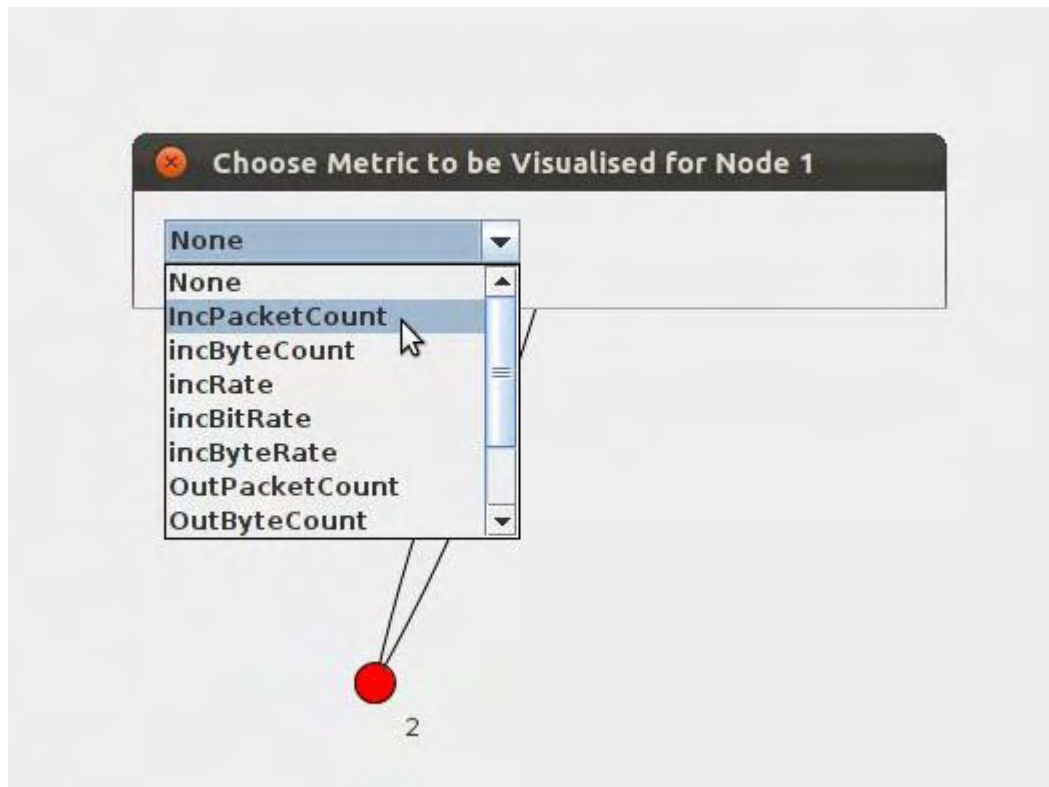 Choose Metric to be Visualised for Node 1
None
None
IncPacketCount
incByteCount
incRate
incBitRate
incByteRate
OutPacketCount
OutByteCount
2